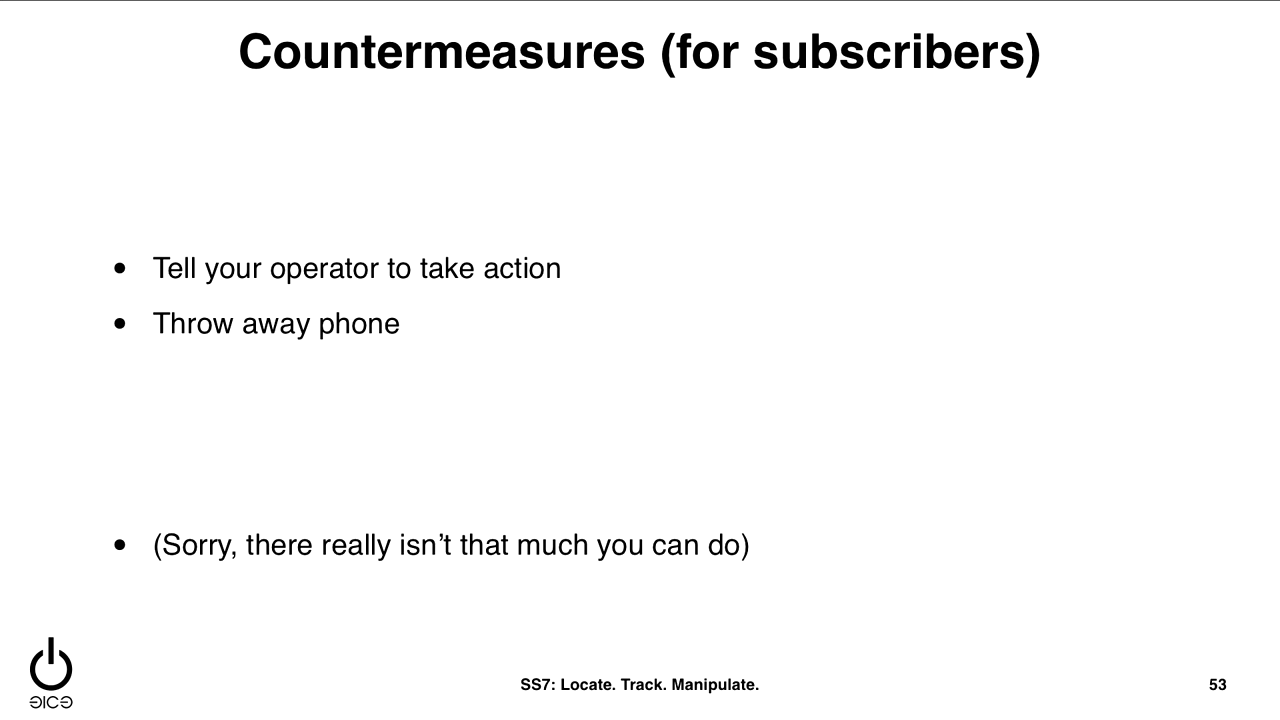 Countermeasures (for subscribers)
• Tell your operator to take action
• Throw away phone
• (Sorry, there really isn’t that much you can do)
SS7: Locate. Track. Manipulate.
53